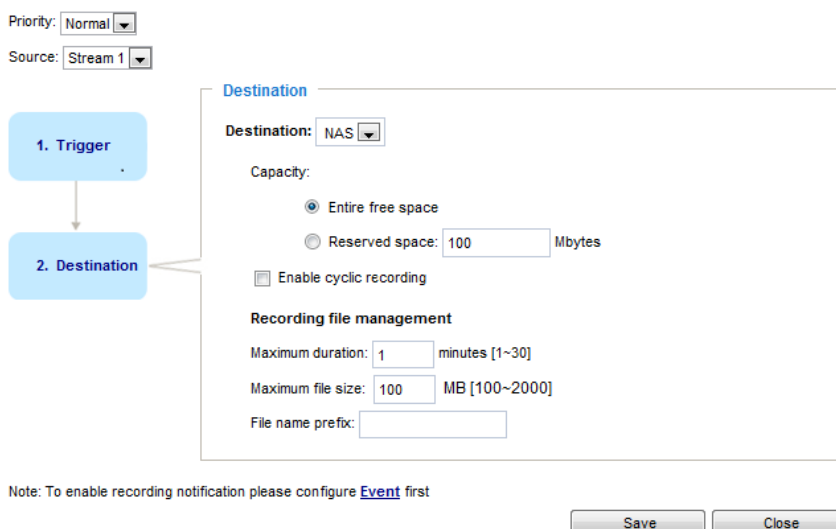 Priority: Normal
Source: Stream 1
1. Trigger
.
2. Destination
Destination
Destination: NAS
Capacity:
Entire free space
Reserved space: 100 Mbytes
Enable cyclic recording
Recording file management
Maximum duration: 1 minutes [1~30]
Maximum file size: 100 MB [100~2000]
File name prefix:
Note: To enable recording notification please configure Event first
Save Close